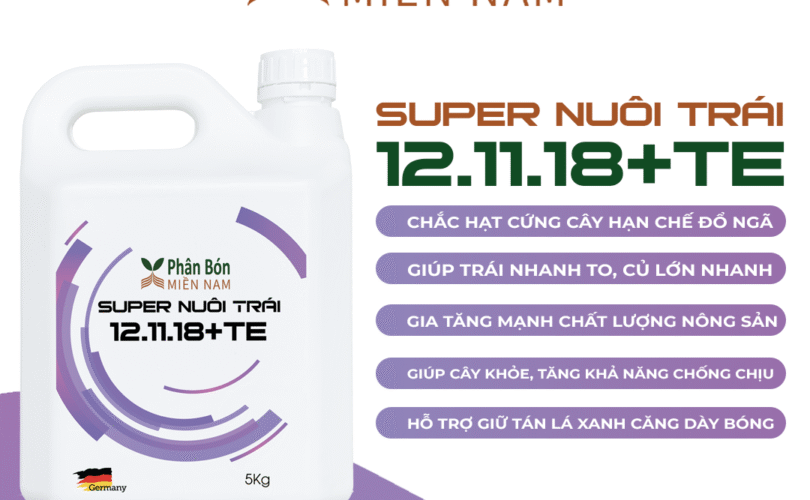 MIỀN NAM
SUPER NUÔI TRÁI
12.11.18+TE
CHẮC HẠT CỨNG CÂY HẠN CHẾ ĐỔ NGÃ
GIÚP TRÁI NHANH TO, CỦ LỚN NHANH
GIA TĂNG MẠNH CHẤT LƯỢNG NÔNG SẢN
GIÚP CÂY KHỎE, TĂNG KHẢ NĂNG CHỐNG CHỊU
HỖ TRỢ GIỮ TÁN LÁ XANH CĂNG DÀY BÓNG
Phân Bón
MIỀN NAM
SUPER NUÔI TRÁI
12.11.18+TE
Germany
5Kg